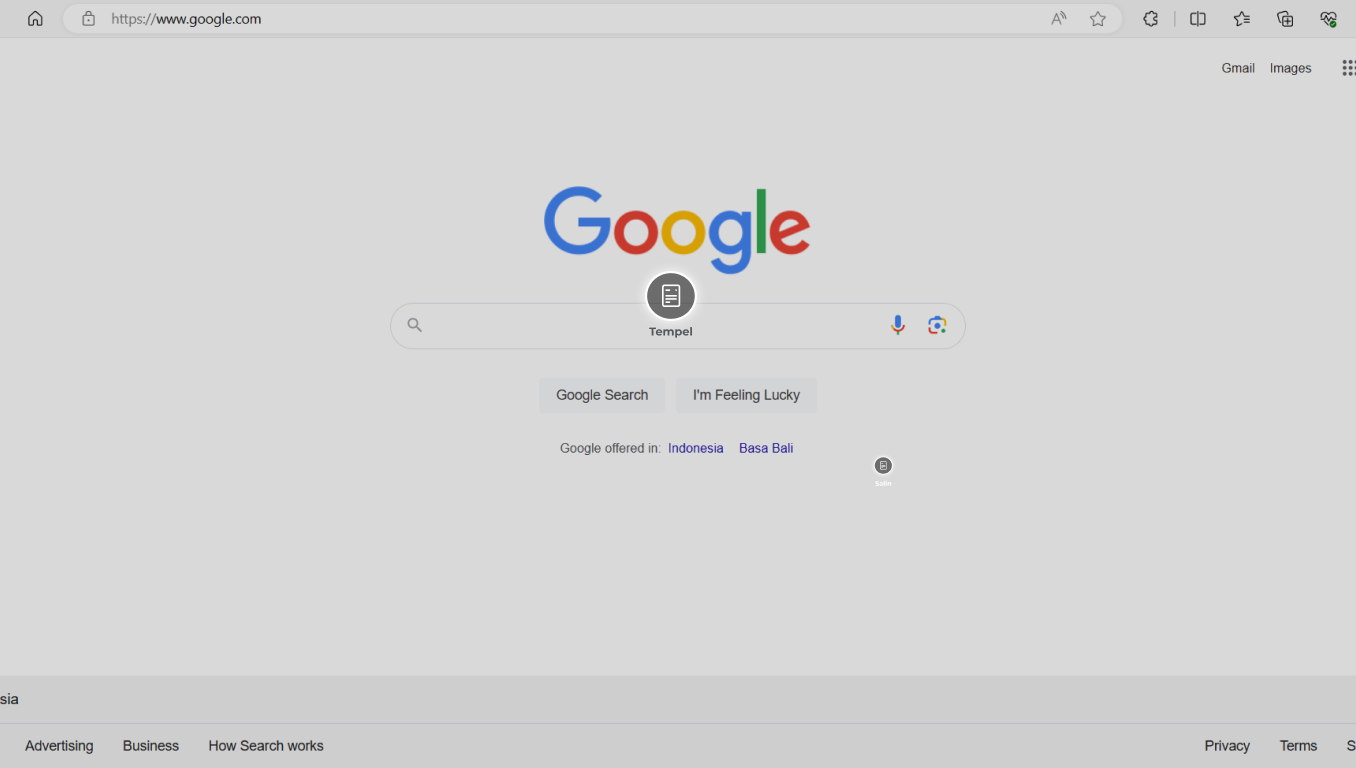 https://www.google.com
Gmail Images
Google
Tempel
Google Search I'm Feeling Lucky
Google offered in: Indonesia Basa Bali
Salin
sia
Advertising Business How Search works Privacy Terms S